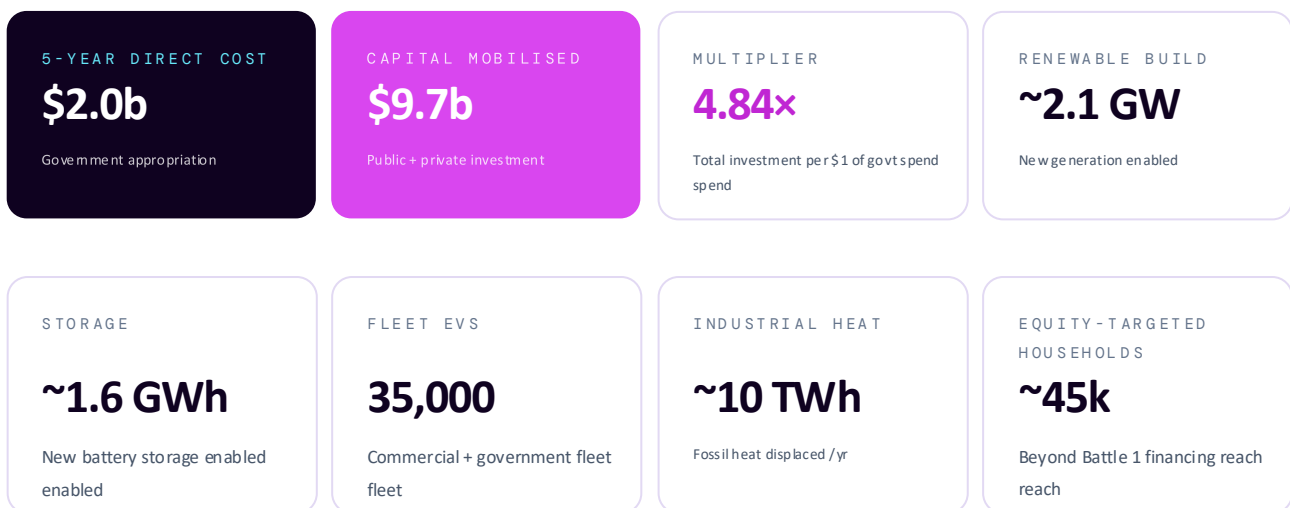 5-YEAR DIRECT COST
$2.0b
Government appropriation
CAPITAL MOBILISED
$9.7b
Public + private investment
MULTIPLIER
4.84×
Total investment per $1 of govt spend
spend
RENEWABLE BUILD
~2.1 GW
New generation enabled
STORAGE
~1.6 GWh
New battery storage enabled
enabled
FLEET EVS
35,000
Commercial + government fleet
fleet
INDUSTRIAL HEAT
~10 TWh
Fossil heat displaced / yr
EQUITY-TARGETED
HOUSEHOLDS
~45k
Beyond Battle 1 financing reach
reach